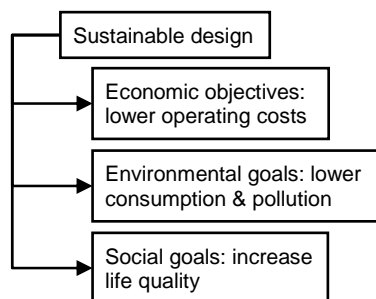 Sustainable design
Economic objectives:
lower operating costs
Environmental goals: lower
consumption & pollution
Social goals: increase
life quality